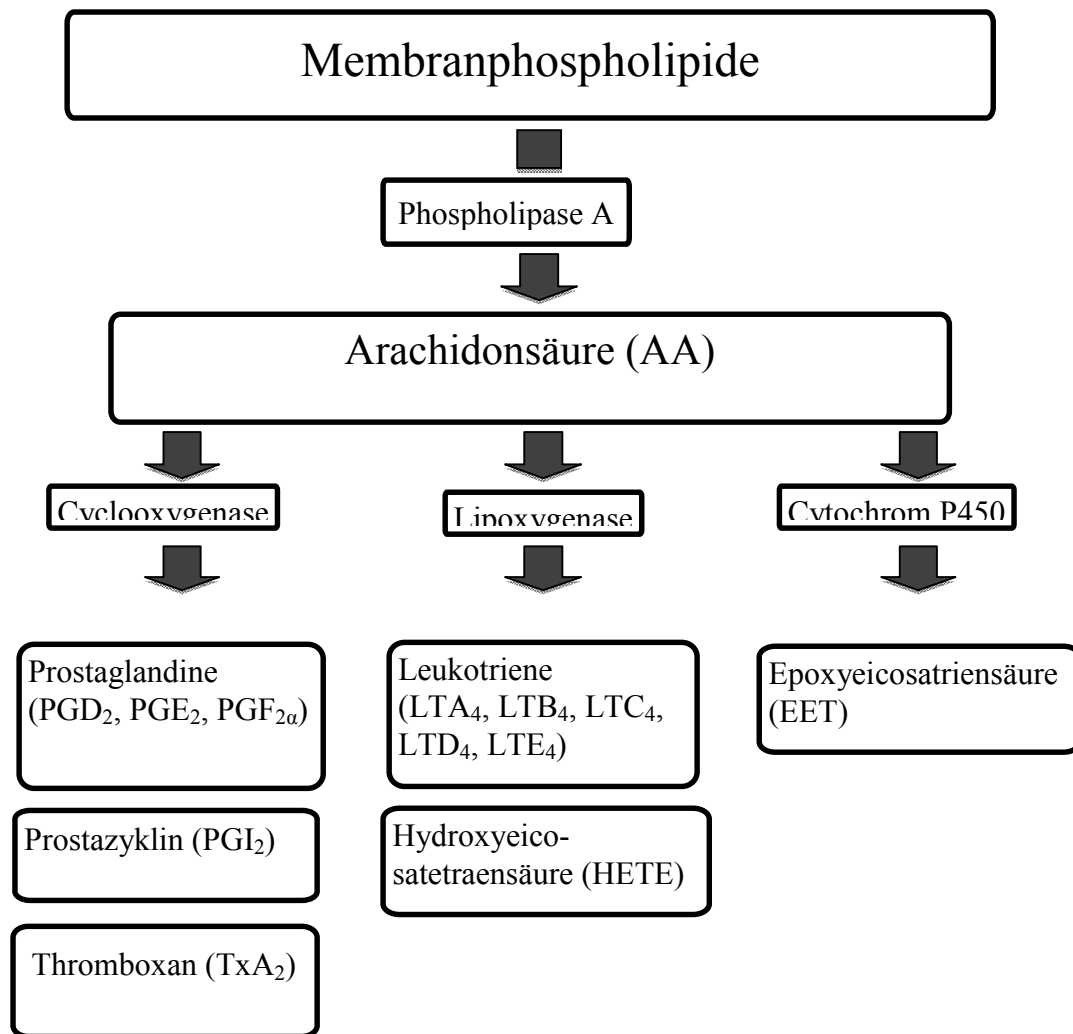 Membranphospholipide
Phospholipase A
Arachidonsäure (AA)
Cyclooxygenase
Lipoxygenase
Cytochrom P450
Prostaglandine
(PGD₂, PGE₂, PGF₂α)
Leukotriene
(LTA₄, LTB₄, LTC₄,
LTD₄, LTE₄)
Epoxyeicosatriensäure
(EET)
Prostazyklin (PGI₂)
Hydroxyeico-
satetraensäure (HETE)
Thromboxan (TxA₂)